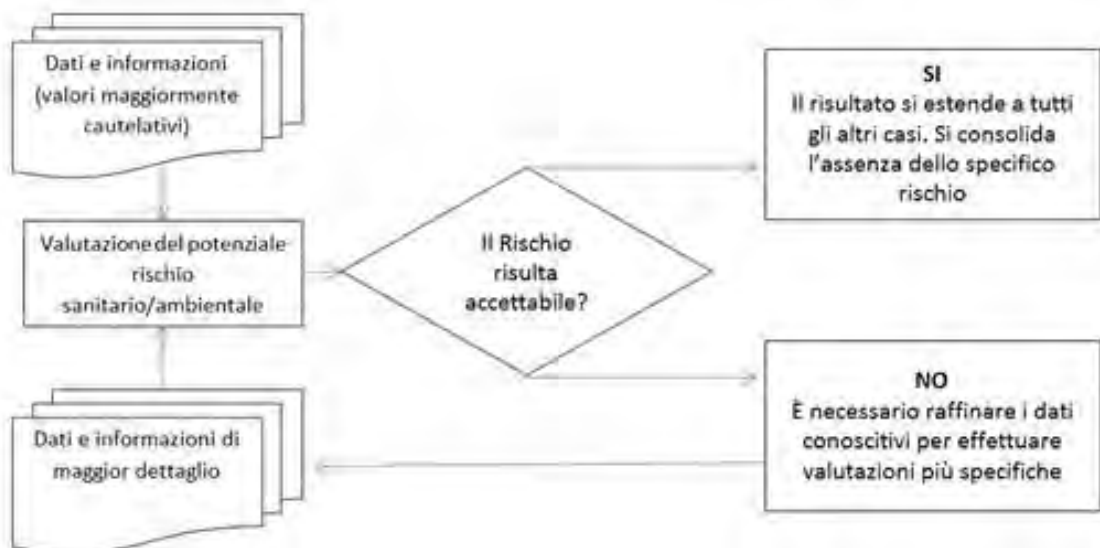 Dati e informazioni
(valori maggiormente
cautelativi)
Valutazione del potenziale
rischio
sanitario/ambientale
Dati e informazioni di
maggior dettaglio
Il Rischio
risulta
accettabile?
SI
Il risultato si estende a tutti
gli altri casi. Si consolida
l'assenza dello specifico
rischio
NO
È necessario raffinare i dati
conoscitivi per effettuare
valutazioni più specifiche